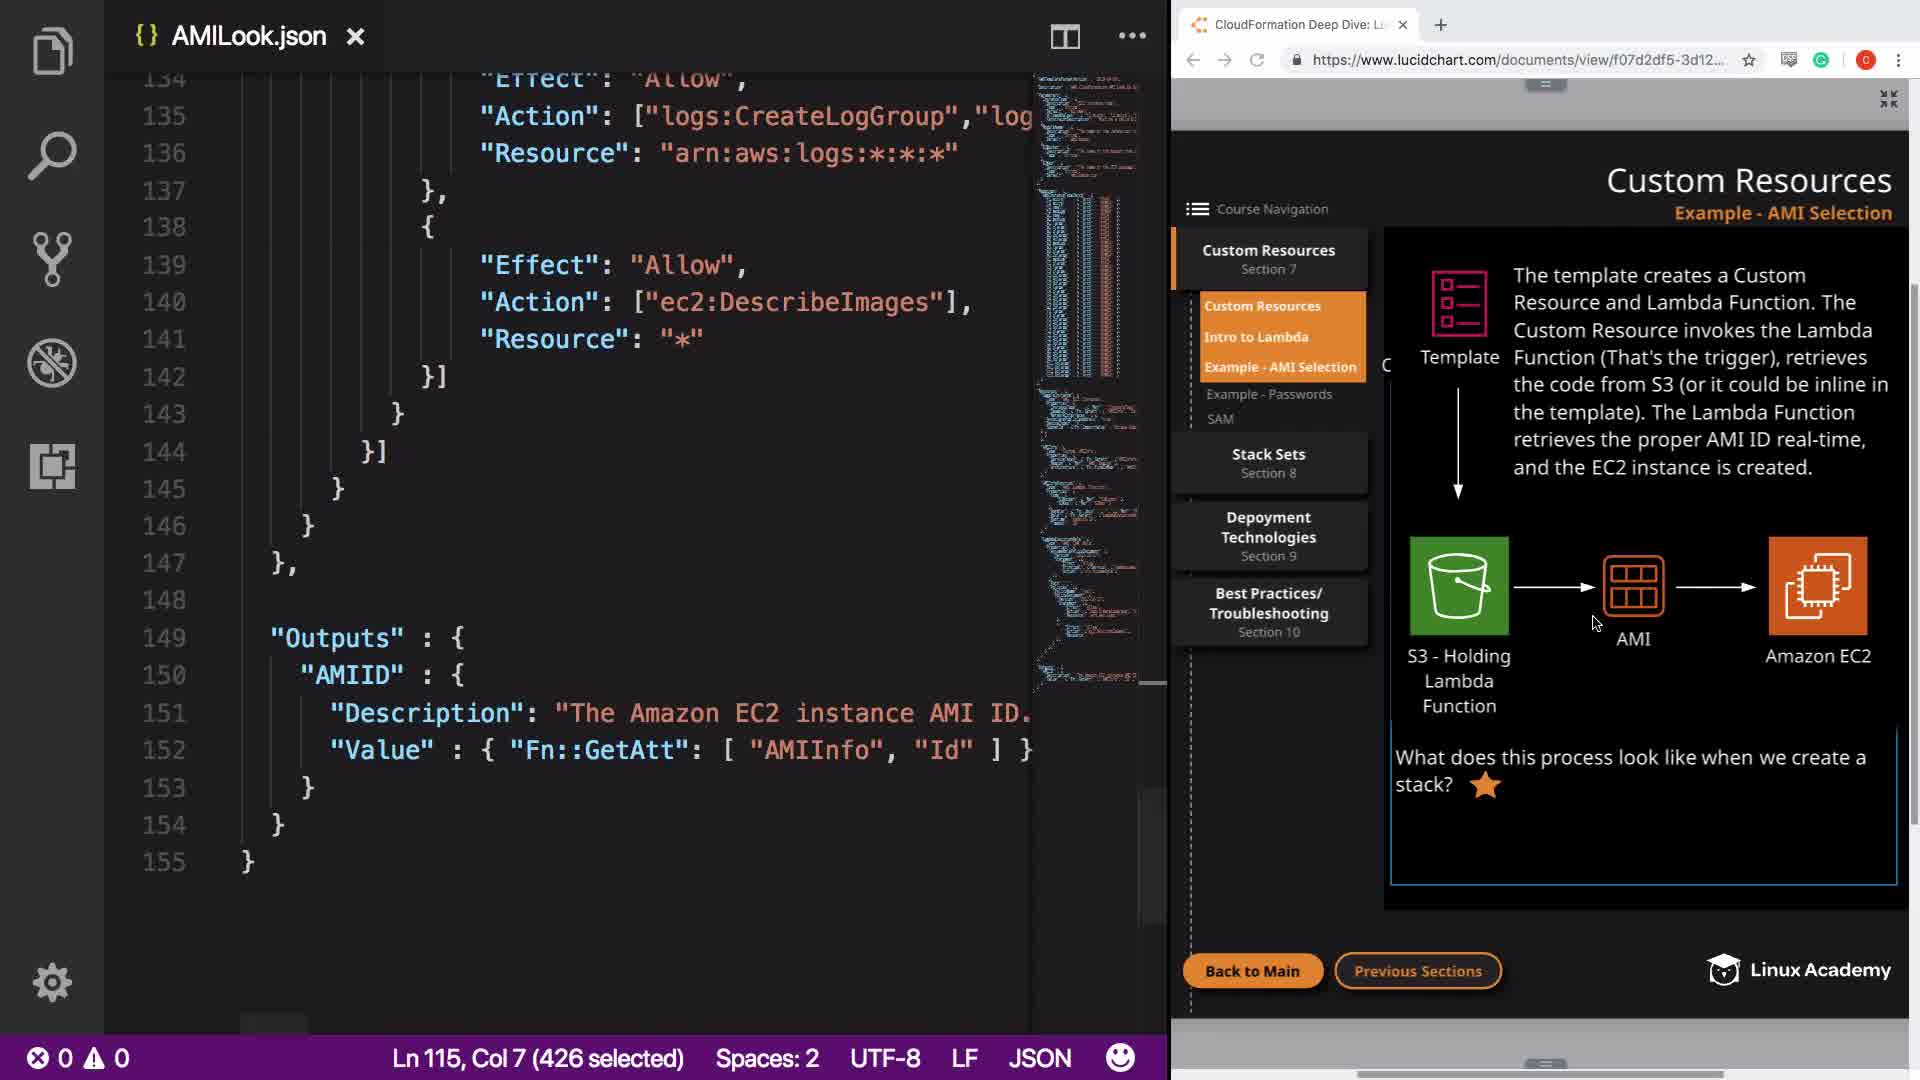 {} AMILook.json
134 "Effect": "Allow",
135 "Action": ["logs:CreateLogGroup","log
136 "Resource": "arn:aws:logs:*:*:*"
137 },
138 {
139 "Effect": "Allow",
140 "Action": ["ec2:DescribeImages"],
141 "Resource": "*"
142 }]
143 }
144 }]
145 }
146 }
147 },
148
149 "Outputs" : {
150 "AMIID" : {
151 "Description": "The Amazon EC2 instance AMI ID.
152 "Value" : { "Fn::GetAtt": [ "AMIInfo", "Id" ] }
153 }
154 }
155 }
0 0
Ln 115, Col 7 (426 selected)
Spaces: 2
UTF-8
LF
JSON
CloudFormation Deep Dive: Li
https://www.lucidchart.com/documents/view/f07d2df5-3d12...
C
Custom Resources
Example - AMI Selection
Course Navigation
Custom Resources
Section 7
Custom Resources
Intro to Lambda
Example - AMI Selection
Example - Passwords
SAM
Stack Sets
Section 8
Depoyment
Technologies
Section 9
Best Practices/
Troubleshooting
Section 10
Template
The template creates a Custom
Resource and Lambda Function. The
Custom Resource invokes the Lambda
Function (That's the trigger), retrieves
the code from S3 (or it could be inline in
the template). The Lambda Function
retrieves the proper AMI ID real-time,
and the EC2 instance is created.
S3 - Holding
Lambda
Function
AMI
Amazon EC2
What does this process look like when we create a
stack?
Back to Main
Previous Sections
Linux Academy